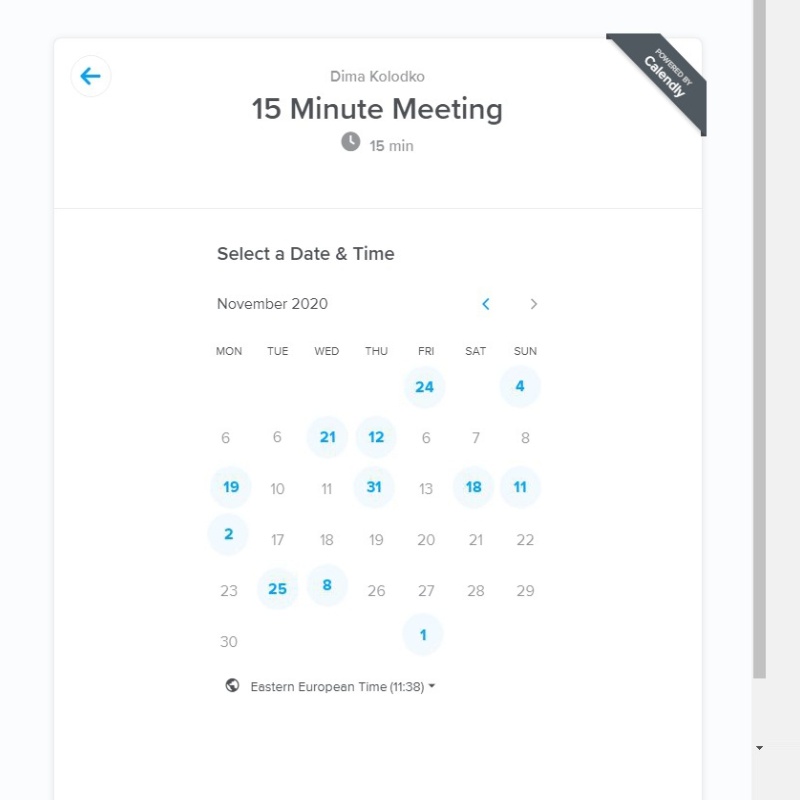 POWERED BY
Calendly
Dima Kolodko
15 Minute Meeting
15 min
Select a Date & Time
November 2020
MON TUE WED THU FRI SAT SUN
24 4
6 6 21 12 6 7 8
19 10 11 31 13 18 11
2 17 18 19 20 21 22
23 25 8 26 27 28 29
30 1
Eastern European Time (11:38)